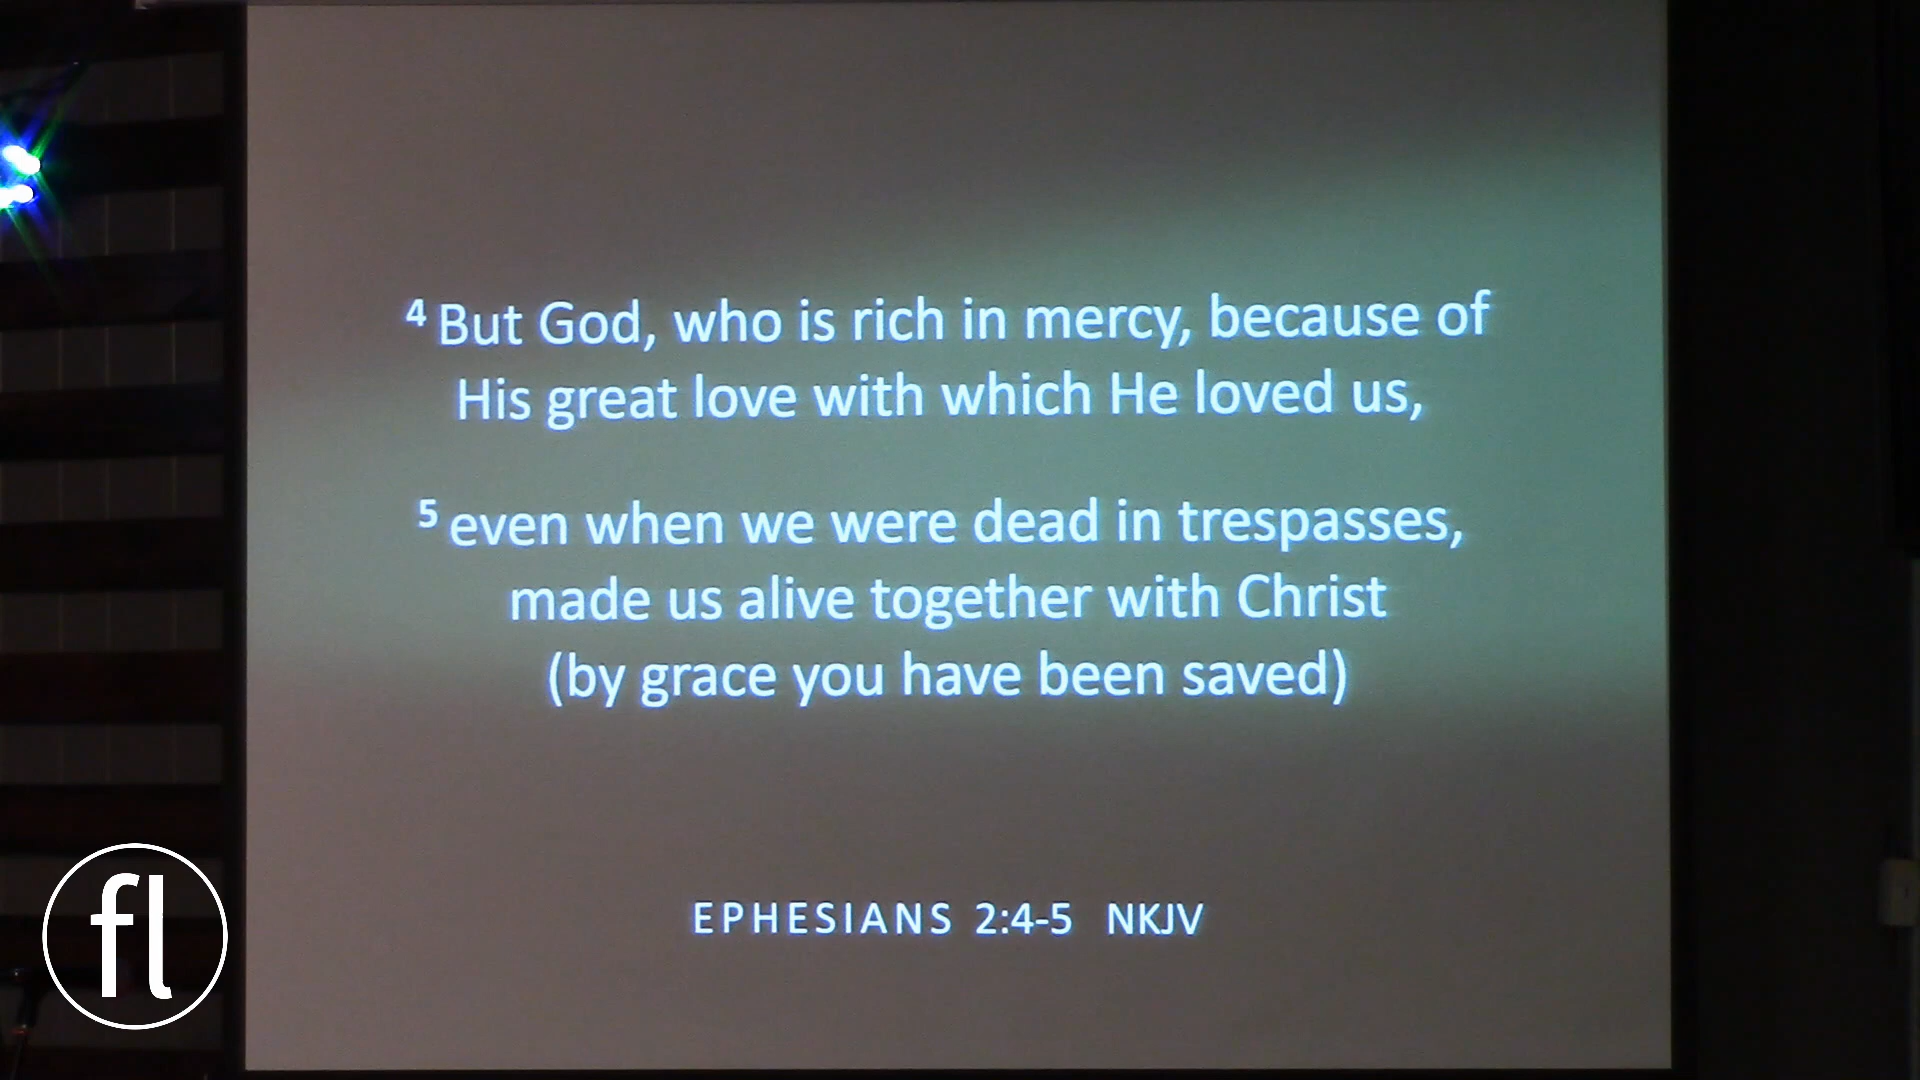 4 But God, who is rich in mercy, because of
His great love with which He loved us,
5 even when we were dead in trespasses,
made us alive together with Christ
(by grace you have been saved)
EPHESIANS 2:4-5 NKJV
fl